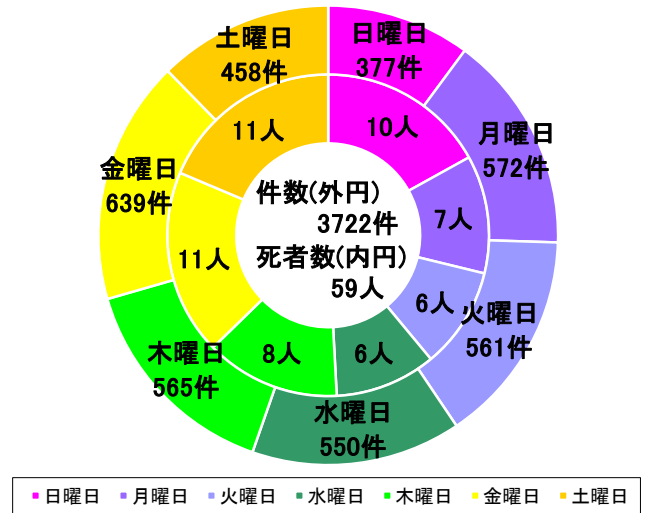 土曜日
458件
日曜日
377件
11人
10人
月曜日
572件
金曜日
639件
件数(外円)
3722件
死者数(内円)
59人
7人
11人
6人
火曜日
561件
木曜日
565件
8人
6人
水曜日
550件
日曜日 月曜日 火曜日 水曜日 木曜日 金曜日 土曜日